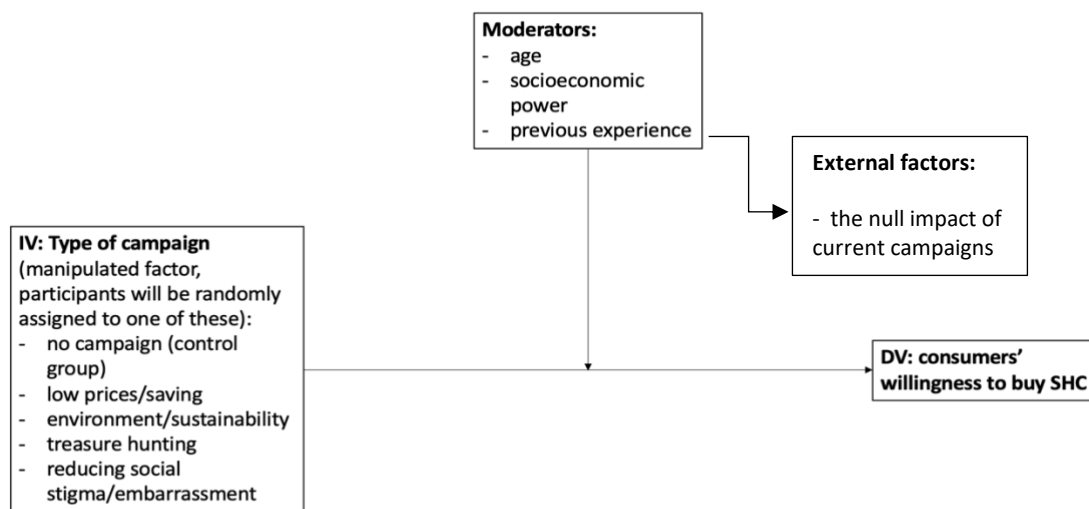 Moderators:
- age
- socioeconomic
power
- previous experience
External factors:
- the null impact of
current campaigns
IV: Type of campaign
(manipulated factor,
participants will be randomly
assigned to one of these):
- no campaign (control
group)
- low prices/saving
- environment/sustainability
- treasure hunting
- reducing social
stigma/embarrassment
DV: consumers’
willingness to buy SHC